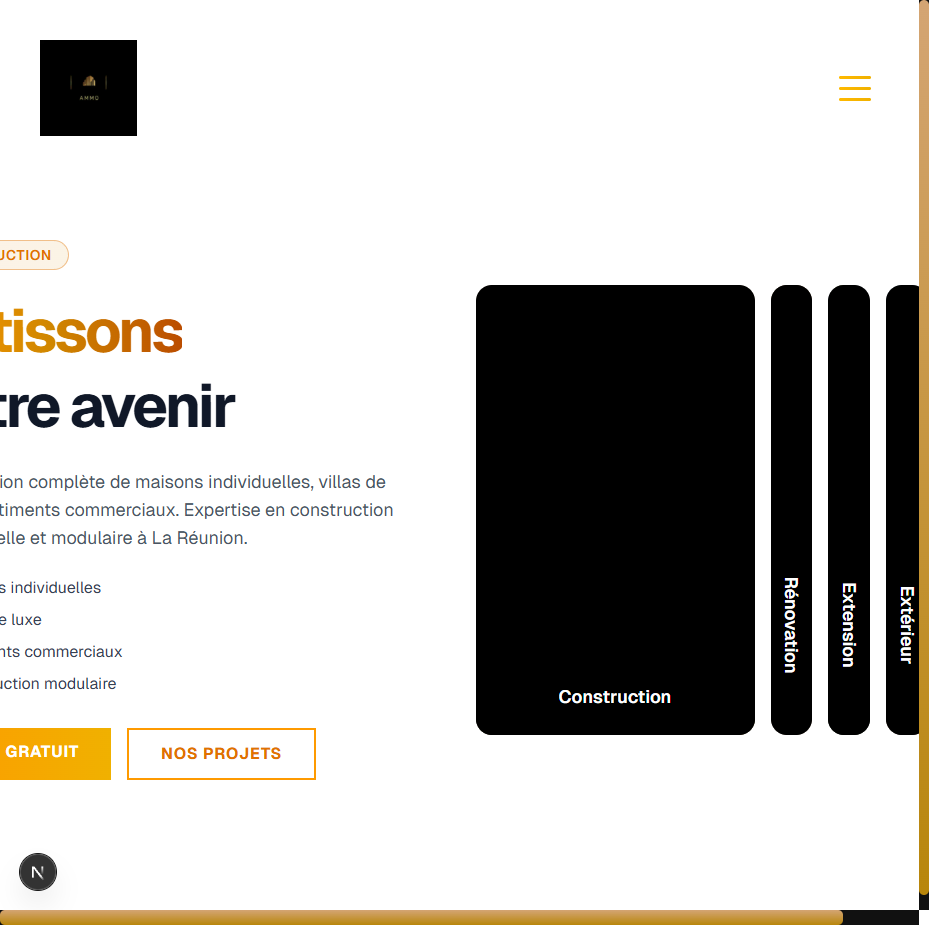 AMMO
UCTION
tissons
tre avenir
ion complète de maisons individuelles, villas de
timents commerciaux. Expertise en construction
elle et modulaire à La Réunion.
s individuelles
e luxe
nts commerciaux
uction modulaire
GRATUIT
NOS PROJETS
Construction
Rénovation
Extension
Extérieur
N